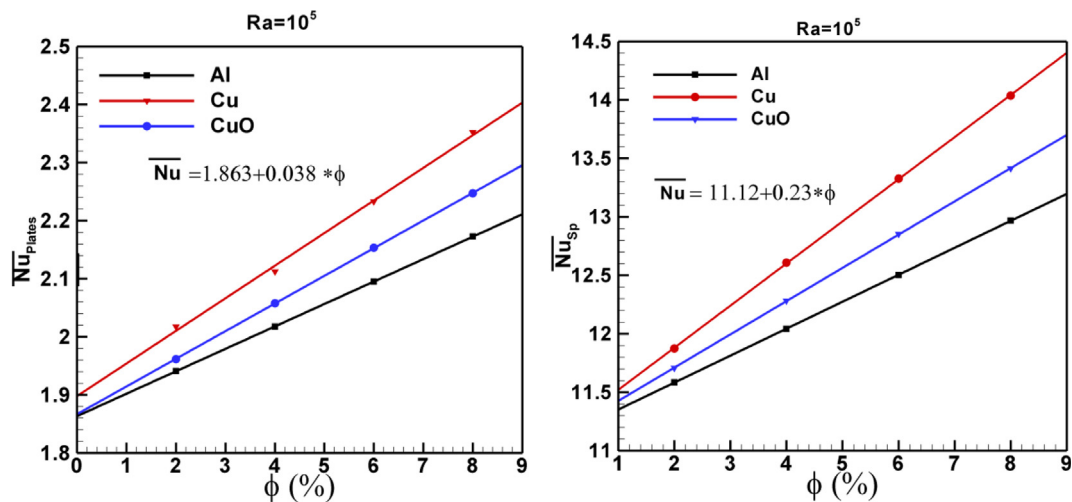 Ra=10⁵
2.5
2.4
2.3
2.2
2.1
2
1.9
1.8
Nu̅_Plates
Al
Cu
CuO
N̅u̅ =1.863+0.038 *ϕ
0 1 2 3 4 5 6 7 8 9
ϕ (%)
Ra=10⁵
14.5
14
13.5
13
12.5
12
11.5
11
N̅u̅_Sp
Al
Cu
CuO
N̅u̅ = 11.12+0.23*ϕ
1 2 3 4 5 6 7 8 9
ϕ (%)